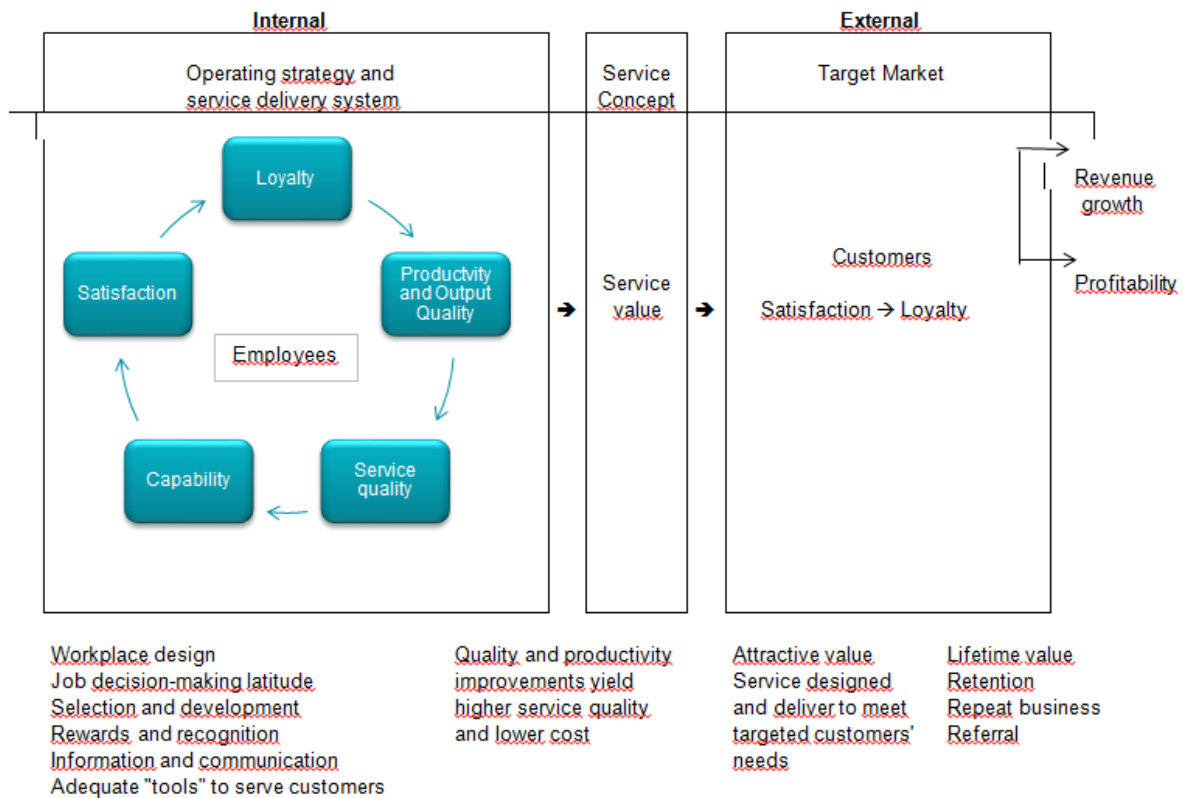 Internal
External
Operating strategy and
service delivery system
Service
Concept
Target Market
Loyalty
Satisfaction
Productvity
and Output
Quality
Employees
Capability
Service
quality
➔
Service
value
➔
Customers
Satisfaction → Loyalty
Revenue
growth
Profitability
Workplace design
Job decision-making latitude
Selection and development
Rewards and recognition
Information and communication
Adequate "tools" to serve customers
Quality and productivity
improvements yield
higher service quality
and lower cost
Attractive value
Service designed
and deliver to meet
targeted customers'
needs
Lifetime value
Retention
Repeat business
Referral